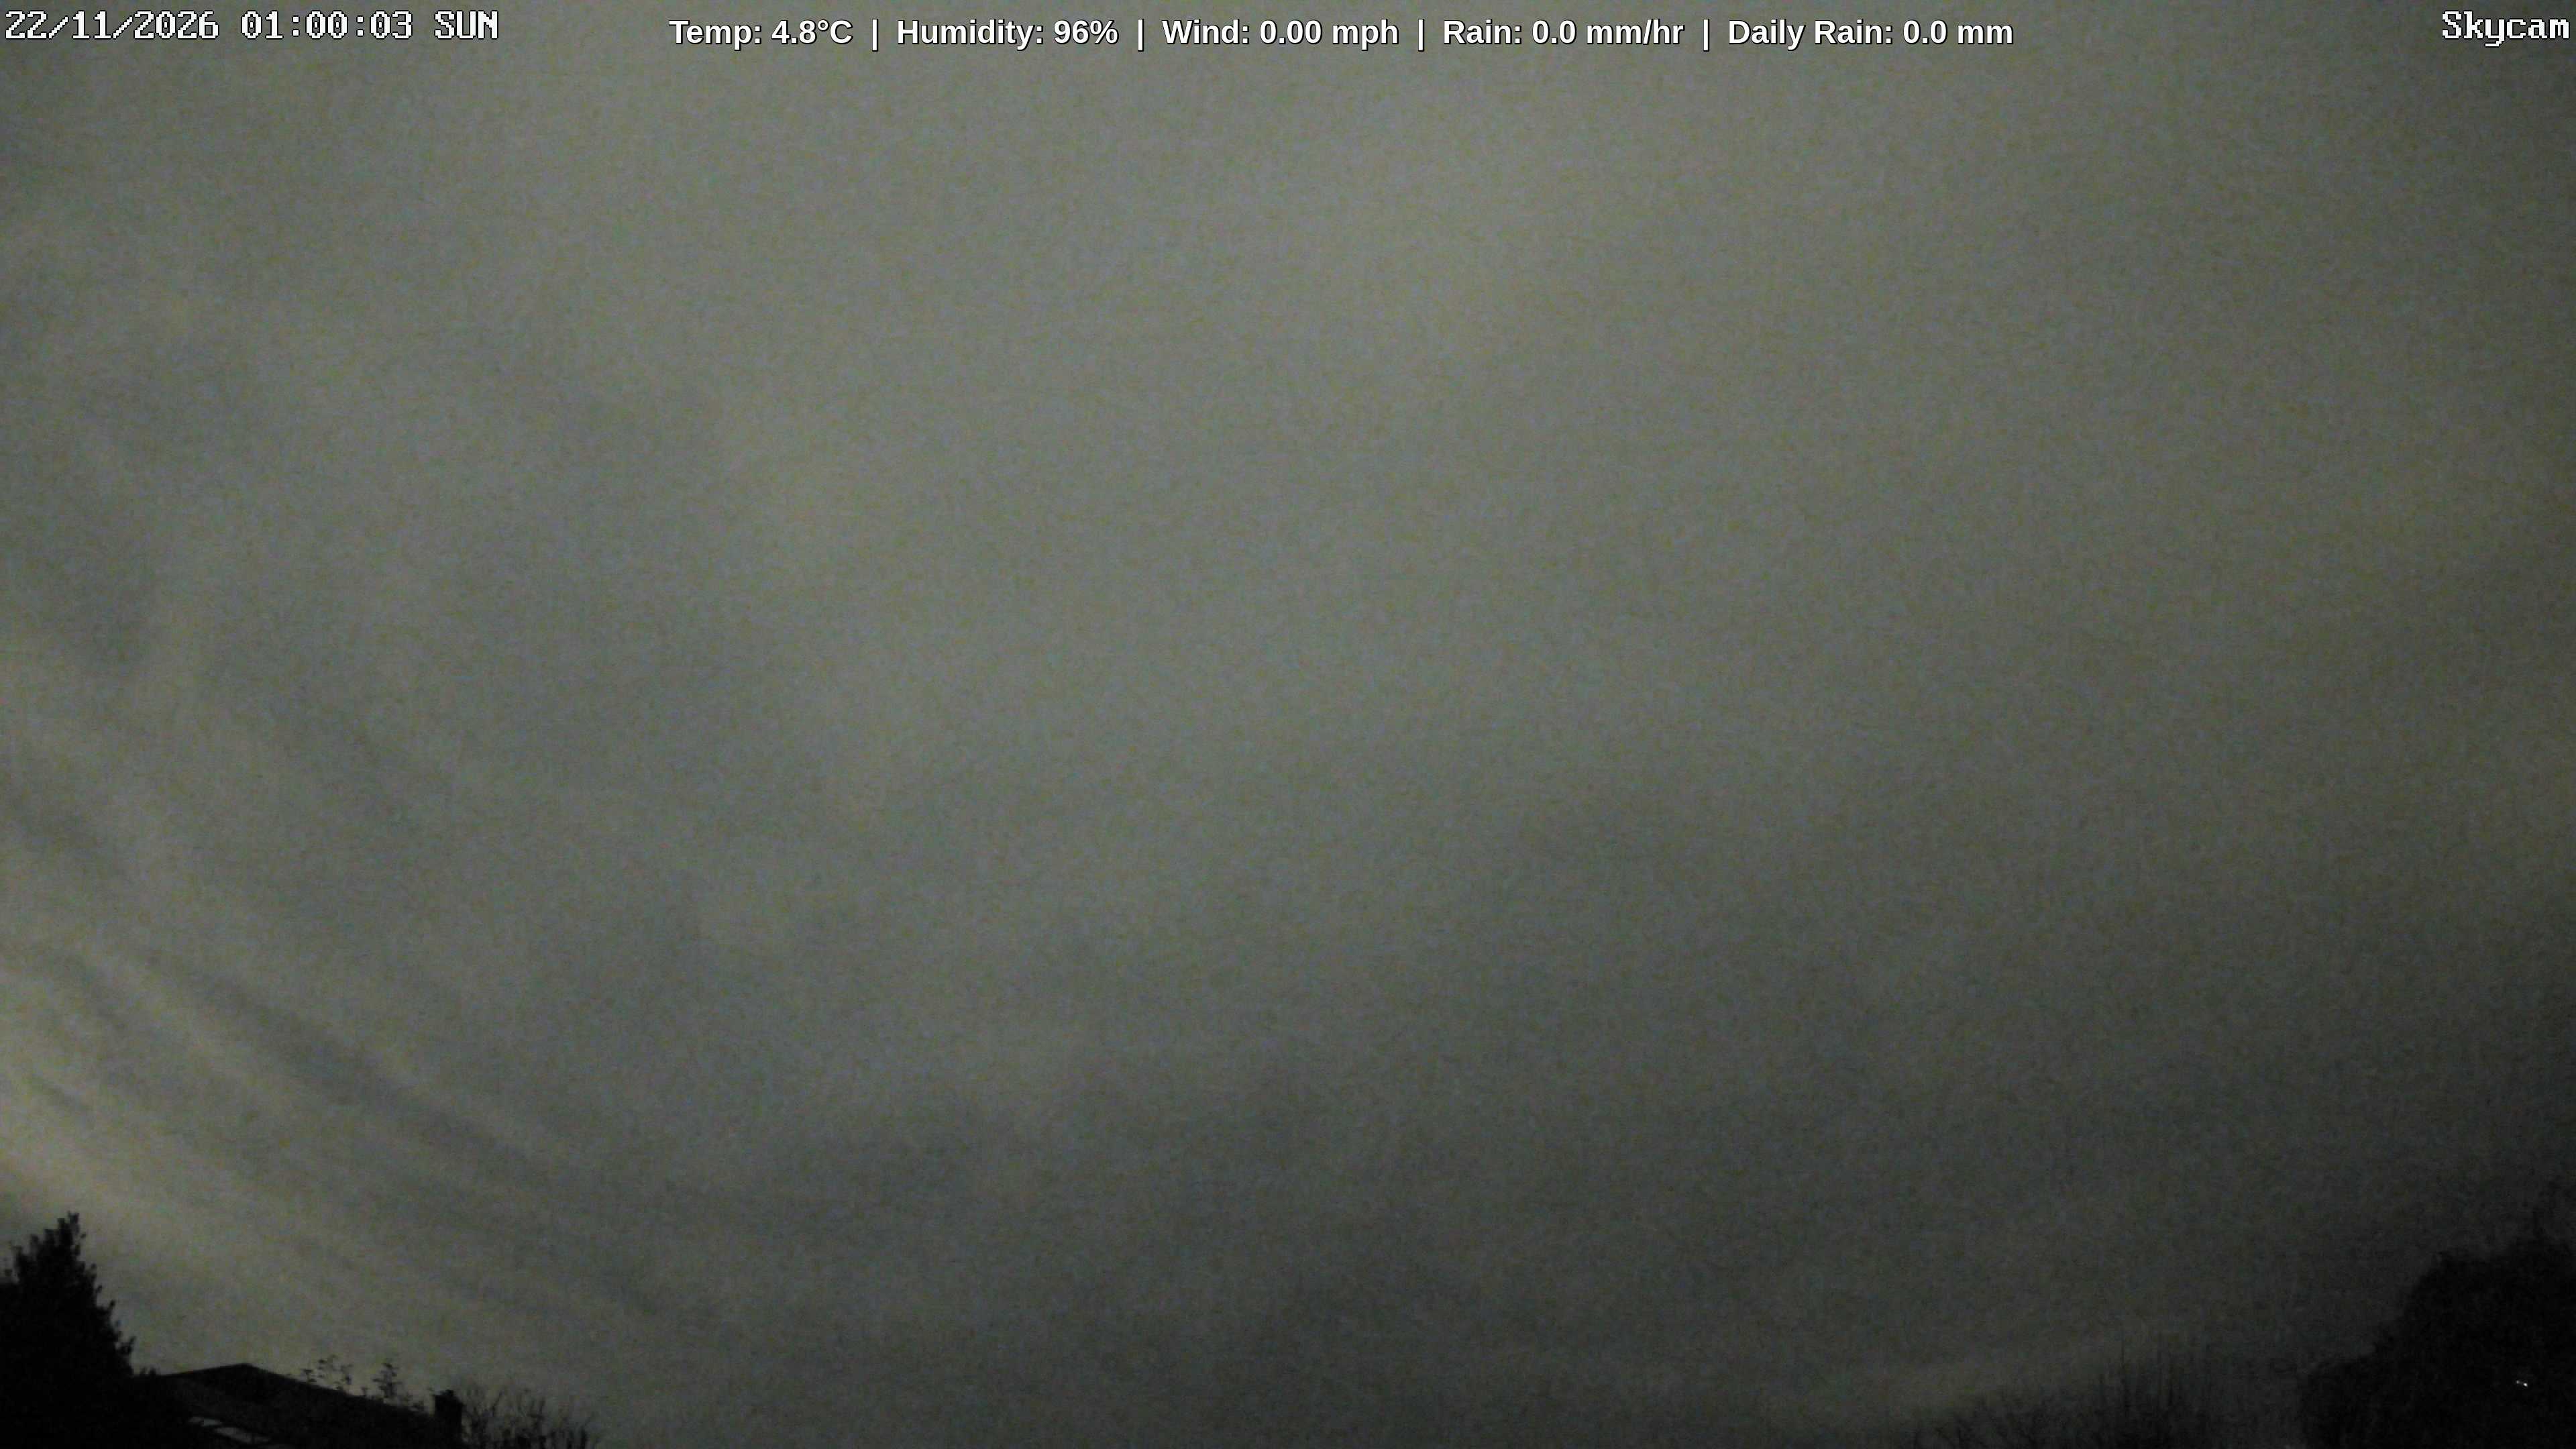 22/11/2026 01:00:03 SUN
Temp: 4.8°C | Humidity: 96% | Wind: 0.00 mph | Rain: 0.0 mm/hr | Daily Rain: 0.0 mm
Skycam